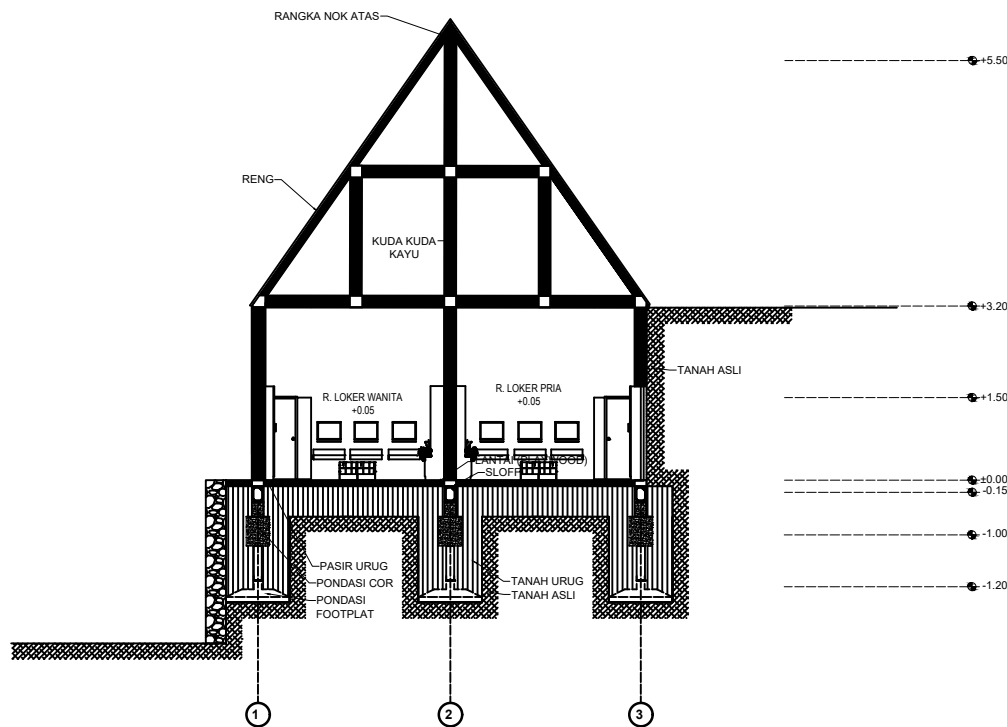 RANGKA NOK ATAS
+5.50
RENG
KUDA KUDA
KAYU
+3.20
TANAH ASLI
R. LOKER WANITA
+0.05
R. LOKER PRIA
+0.05
+1.50
LANTAI (PLAYWOOD)
SLOFF
±0.00
-0.15
-1.00
PASIR URUG
PONDASI COR
PONDASI
FOOTPLAT
TANAH URUG
TANAH ASLI
-1.20
1
2
3